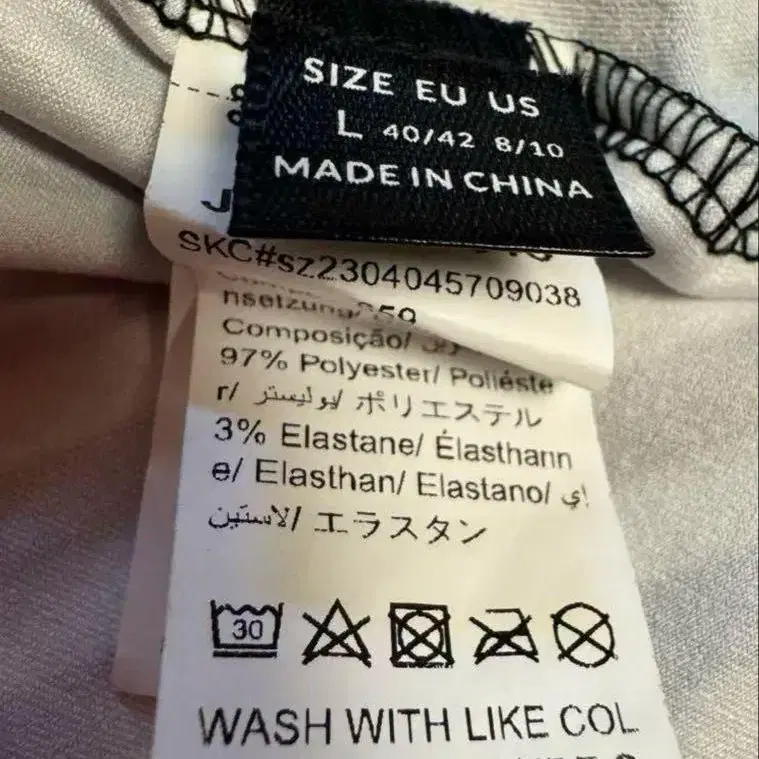 SIZE EU US
L 40/42 8/10
MADE IN CHINA
SKC#sz2304045709038
Composição/
97% Polyester/ Poliéste
r/ بوليستر/ ポリエステル
3% Elastane/ Élasthann
e/ Elasthan/ Elastano/ إي
لاستين/ エラスタン
30
WASH WITH LIKE COL